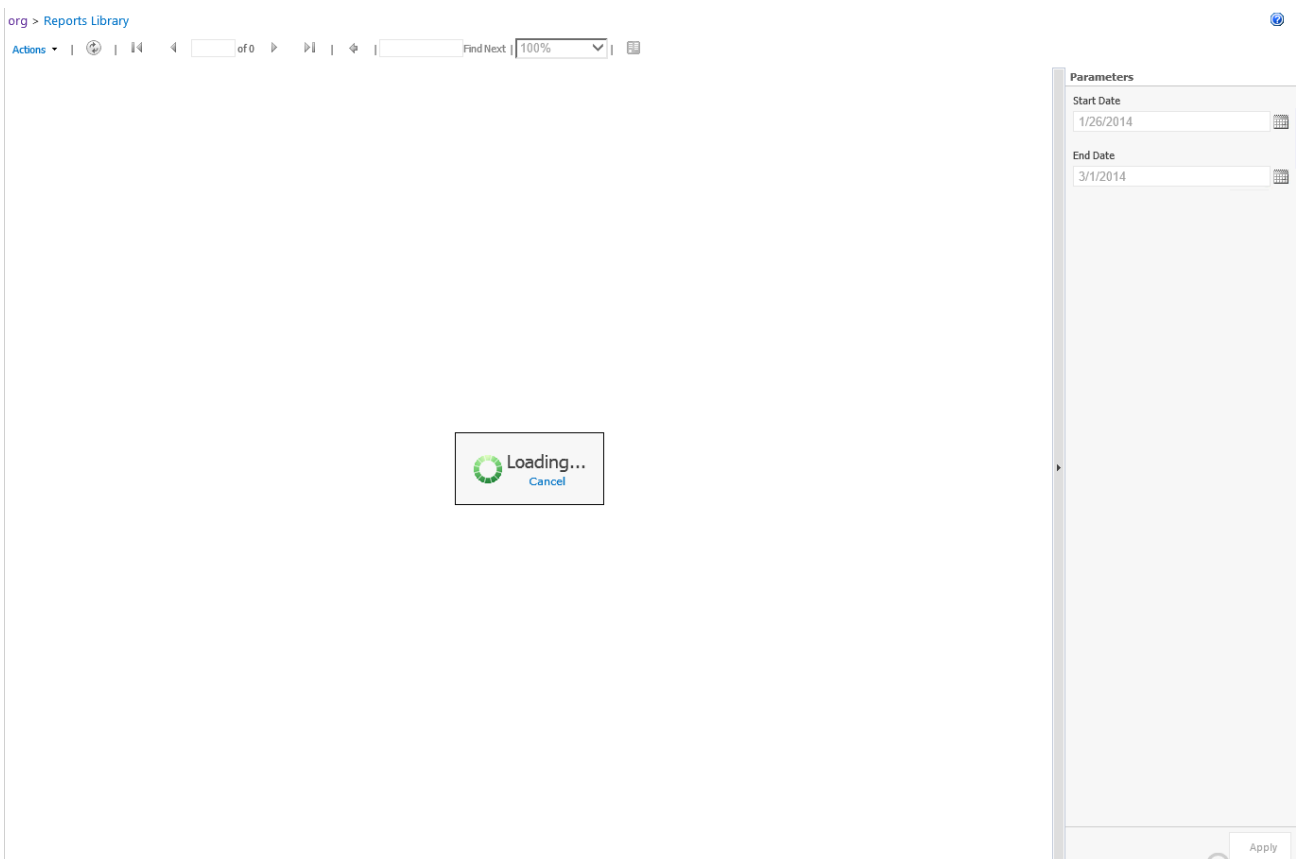 org > Reports Library
Actions | | of 0 | | Find Next | 100% |
Parameters
Start Date
1/26/2014
End Date
3/1/2014
Loading...
Cancel
Apply